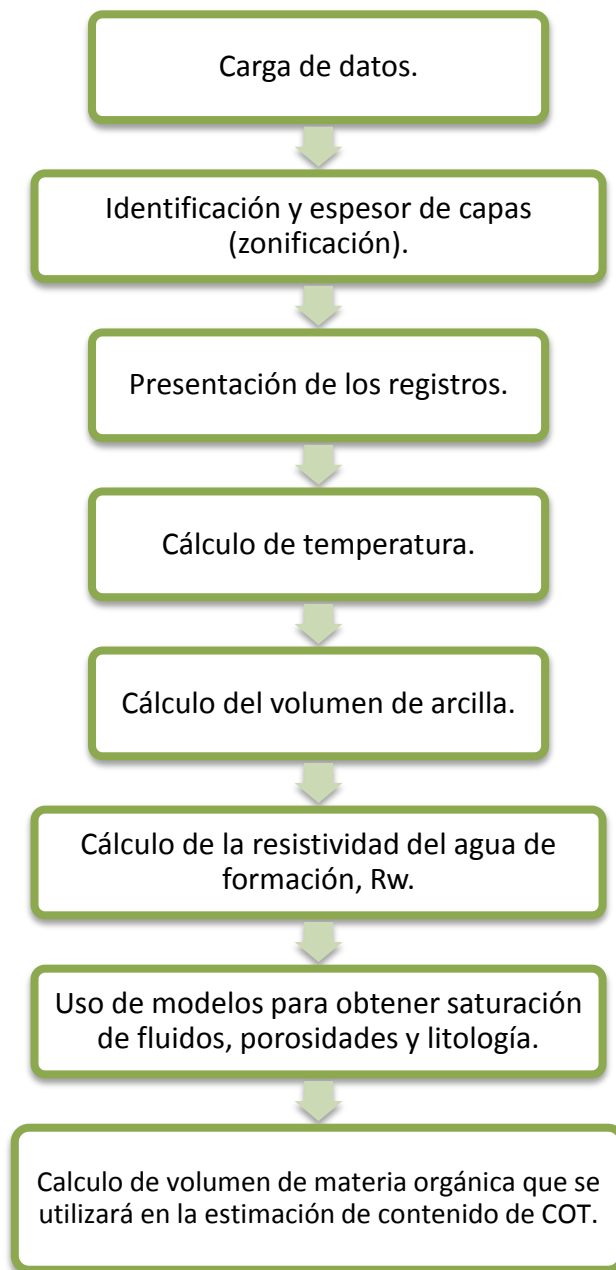 Carga de datos.
Identificación y espesor de capas
(zonificación).
Presentación de los registros.
Cálculo de temperatura.
Cálculo del volumen de arcilla.
Cálculo de la resistividad del agua de
formación, Rw.
Uso de modelos para obtener saturación
de fluidos, porosidades y litología.
Calculo de volumen de materia orgánica que se
utilizará en la estimación de contenido de COT.